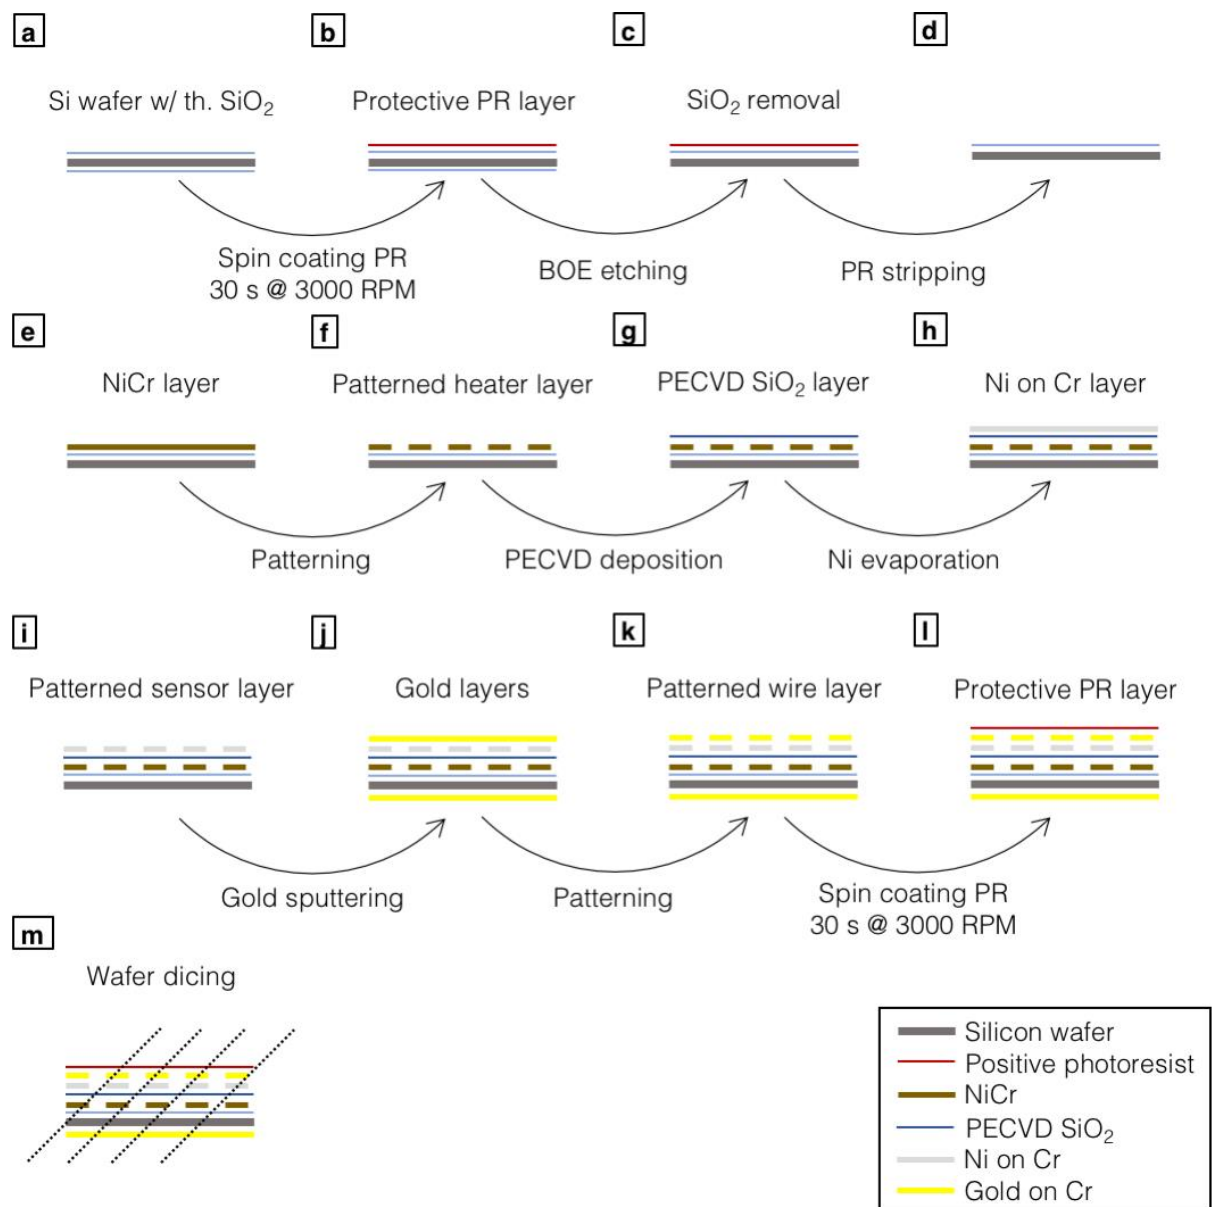 a
b
c
d
Si wafer w/ th. SiO₂
Protective PR layer
SiO₂ removal
Spin coating PR
30 s @ 3000 RPM
BOE etching
PR stripping
e
f
g
h
NiCr layer
Patterned heater layer
PECVD SiO₂ layer
Ni on Cr layer
Patterning
PECVD deposition
Ni evaporation
i
j
k
l
Patterned sensor layer
Gold layers
Patterned wire layer
Protective PR layer
Gold sputtering
Patterning
Spin coating PR
30 s @ 3000 RPM
m
Wafer dicing
Silicon wafer
Positive photoresist
NiCr
PECVD SiO₂
Ni on Cr
Gold on Cr